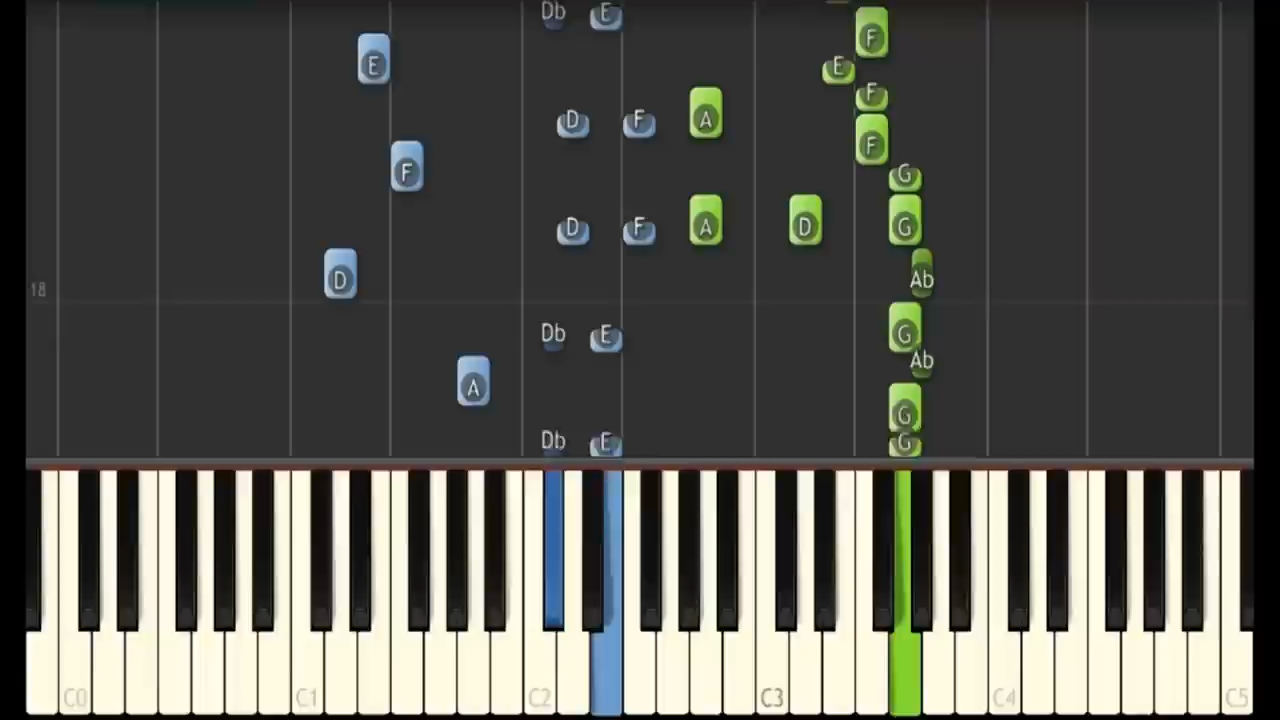 Db E
F
E
E
F
D F A
F
F
G
D F A D G
D
Ab
18
Db E G
Ab
A
G
Db E G
C0 C1 C2 C3 C4 C5